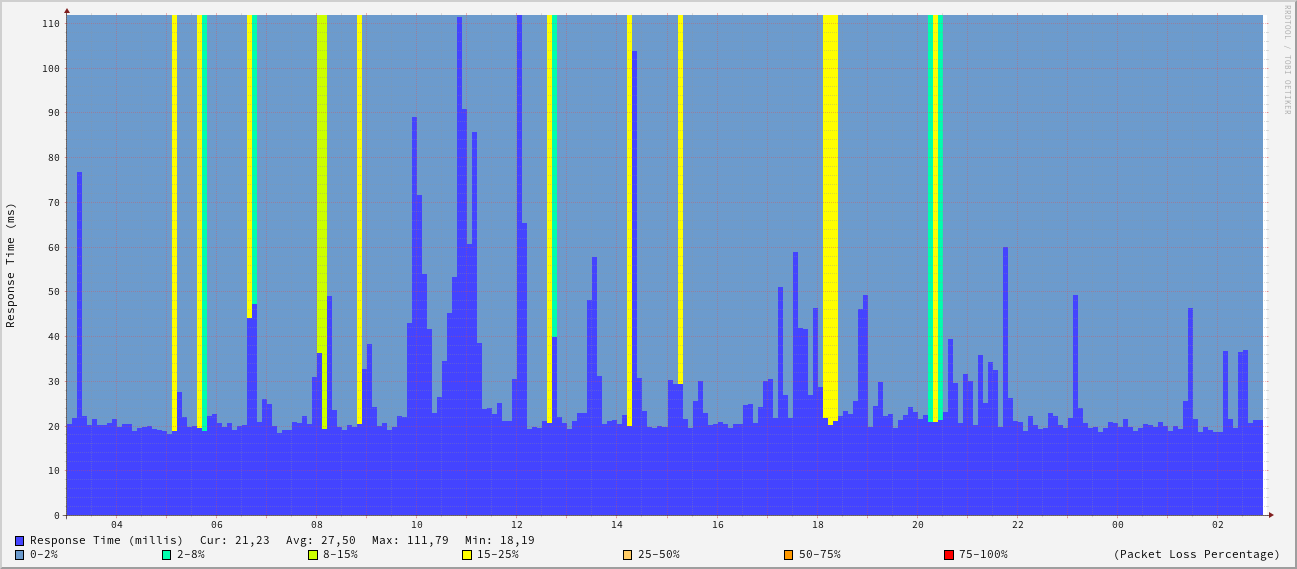 RRDTOOL / TOBI OETIKER
110
100
90
80
70
60
50
40
30
20
10
0
Response Time (ms)
04 06 08 10 12 14 16 18 20 22 00 02
Response Time (millis) Cur: 21,23 Avg: 27,50 Max: 111,79 Min: 18,19
0-2% 2-8% 8-15% 15-25% 25-50% 50-75% 75-100% (Packet Loss Percentage)